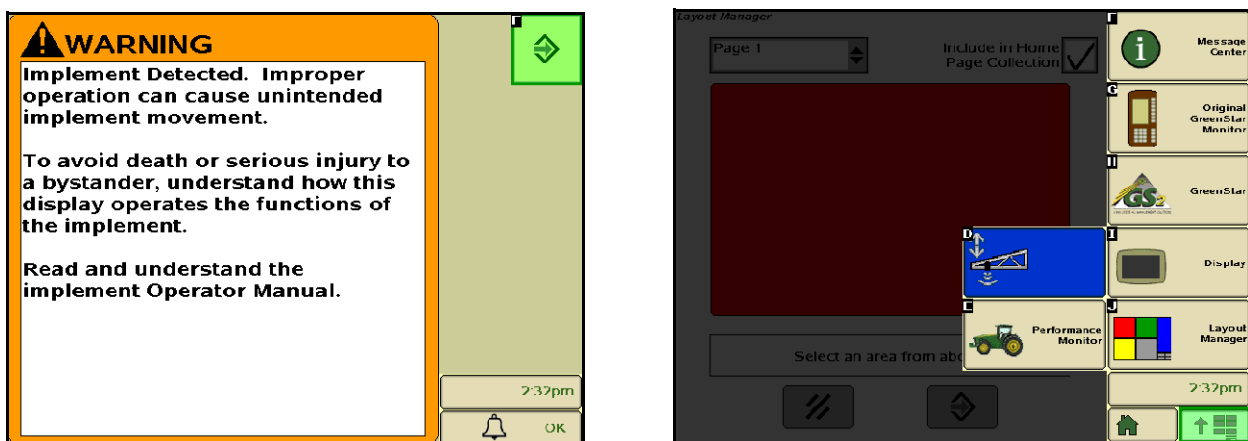 WARNING
Implement Detected. Improper
operation can cause unintended
implement movement.
To avoid death or serious injury to
a bystander, understand how this
display operates the functions of
the implement.
Read and understand the
implement Operator Manual.
2:32pm
OK
Layout Manager
Page 1
Include in Home
Page Collection
Select an area from abo
D
E
Performance
Monitor
Message
Center
G
Original
GreenStar
Monitor
GS2
GreenStar
I
Display
J
Layout
Manager
2:32pm